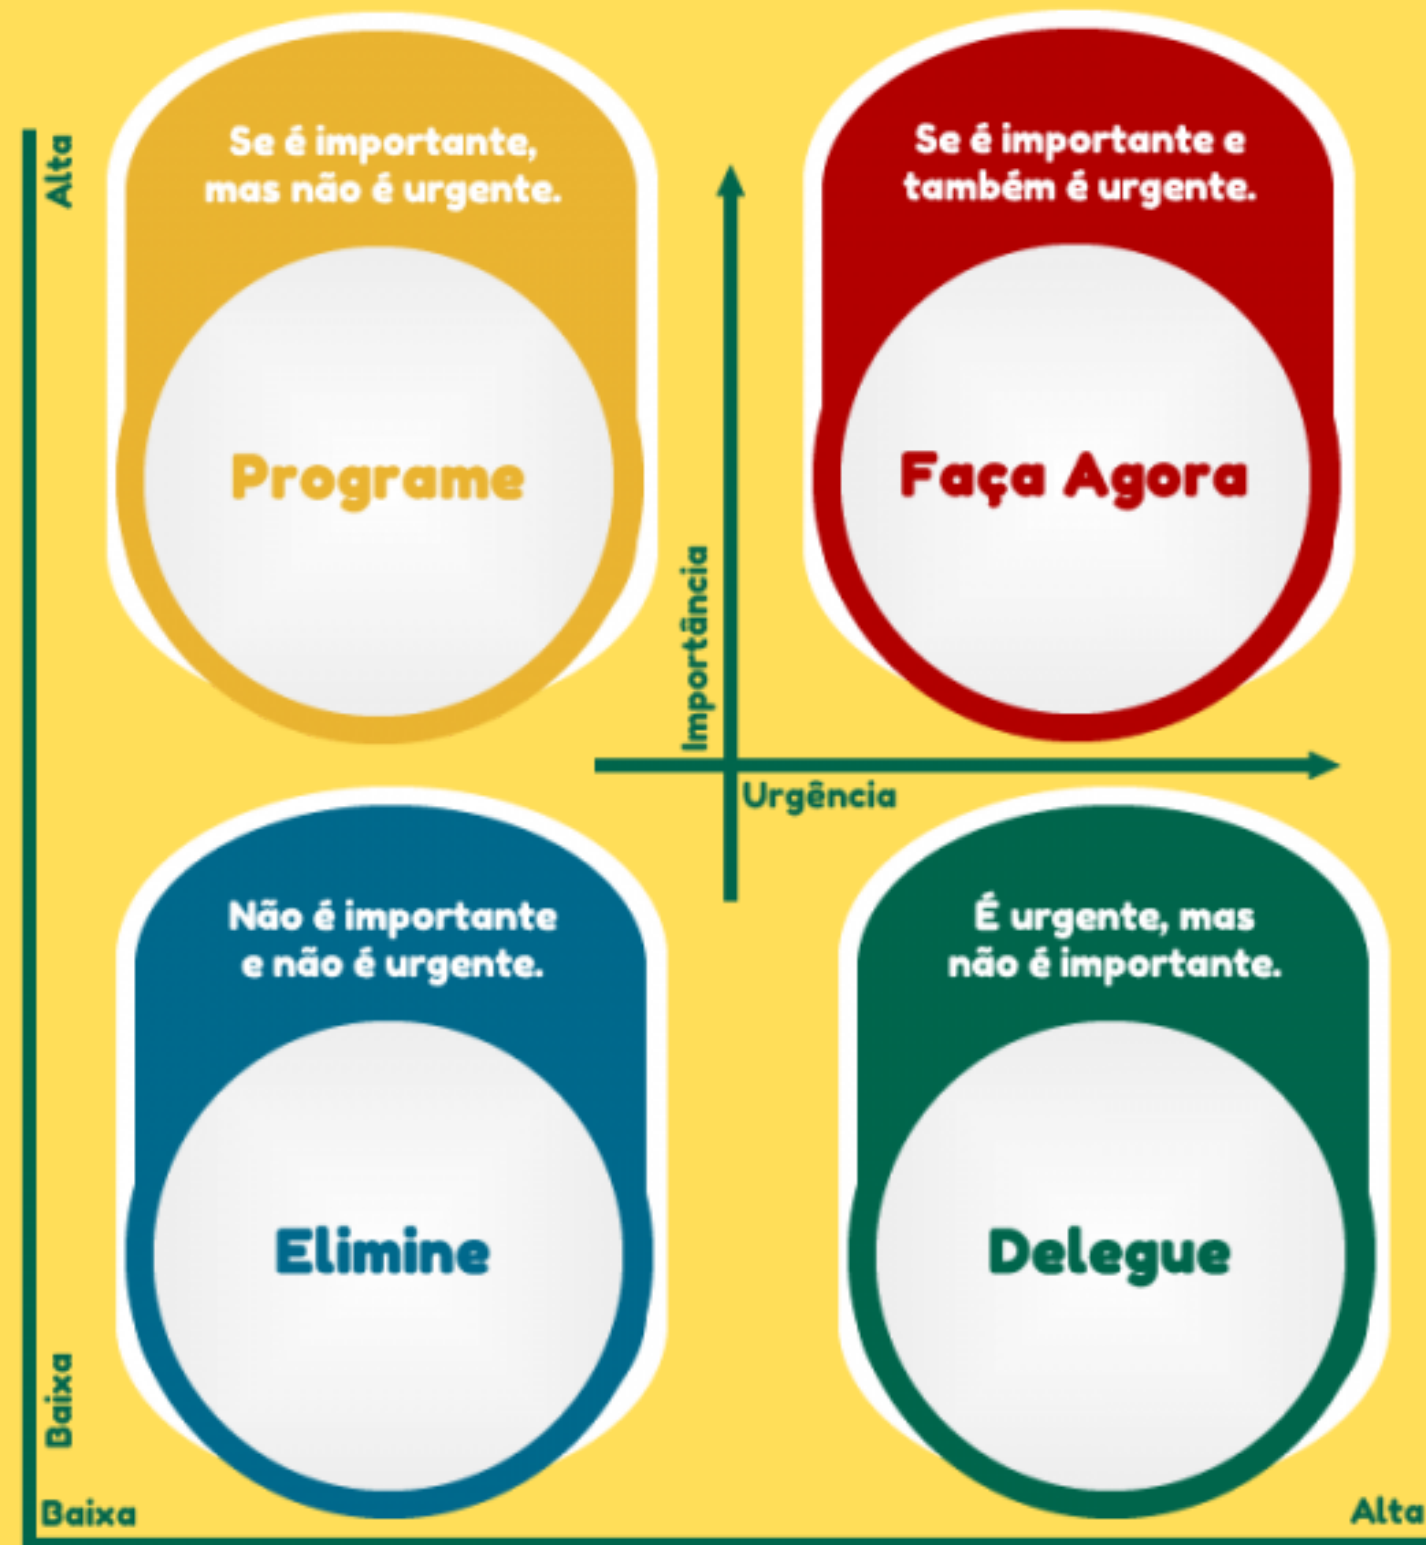 Alta
Se é importante,
mas não é urgente.
Programe
Se é importante e
também é urgente.
Faça Agora
Importância
Urgência
Não é importante
e não é urgente.
Elimine
É urgente, mas
não é importante.
Delegue
Baixa
Baixa
Alta